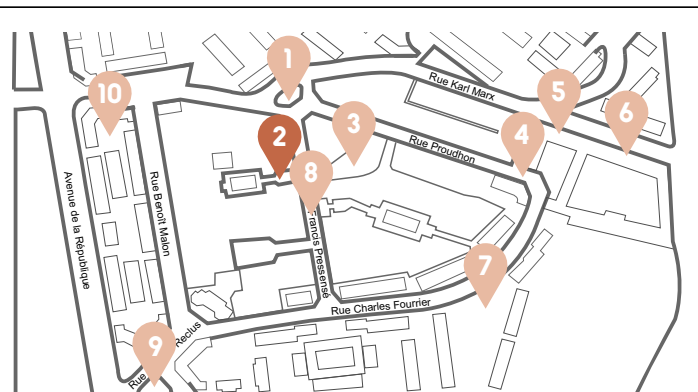 1
Rue Karl Marx
5
10
6
2
3
4
Rue Proudhon
8
Avenue de la République
Rue Benoît Malon
Francis Pressensé
7
Rue Charles Fourrier
9
Rue
Reclus